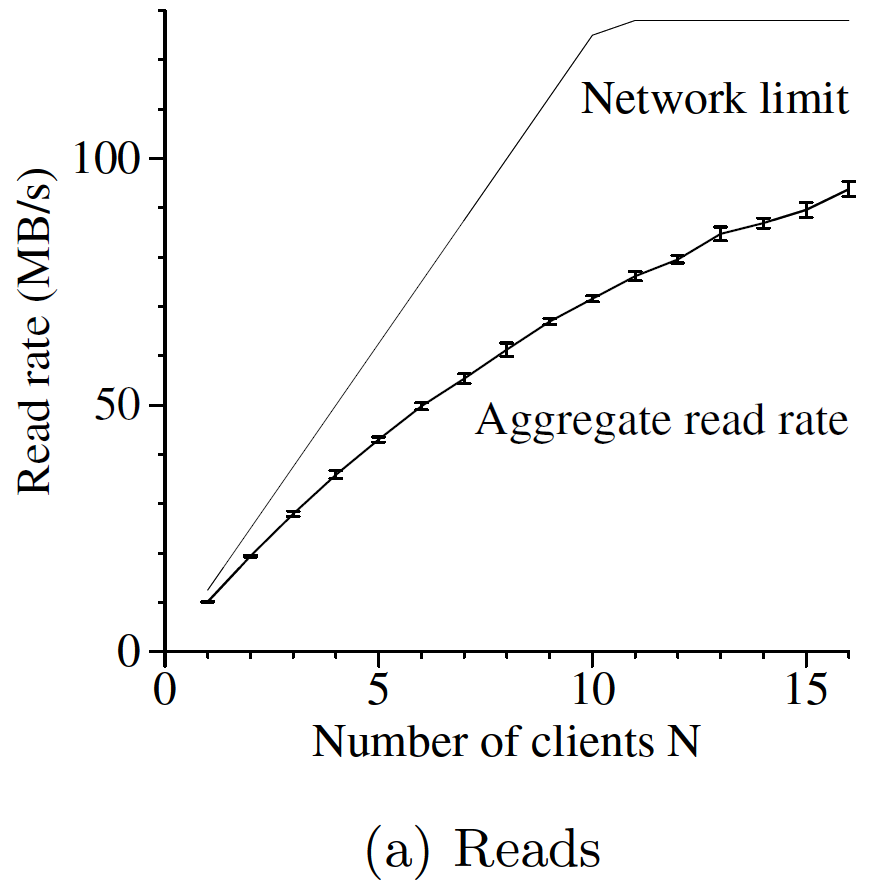 Network limit
100
Read rate (MB/s)
50
Aggregate read rate
0
0 5 10 15
Number of clients N
(a) Reads